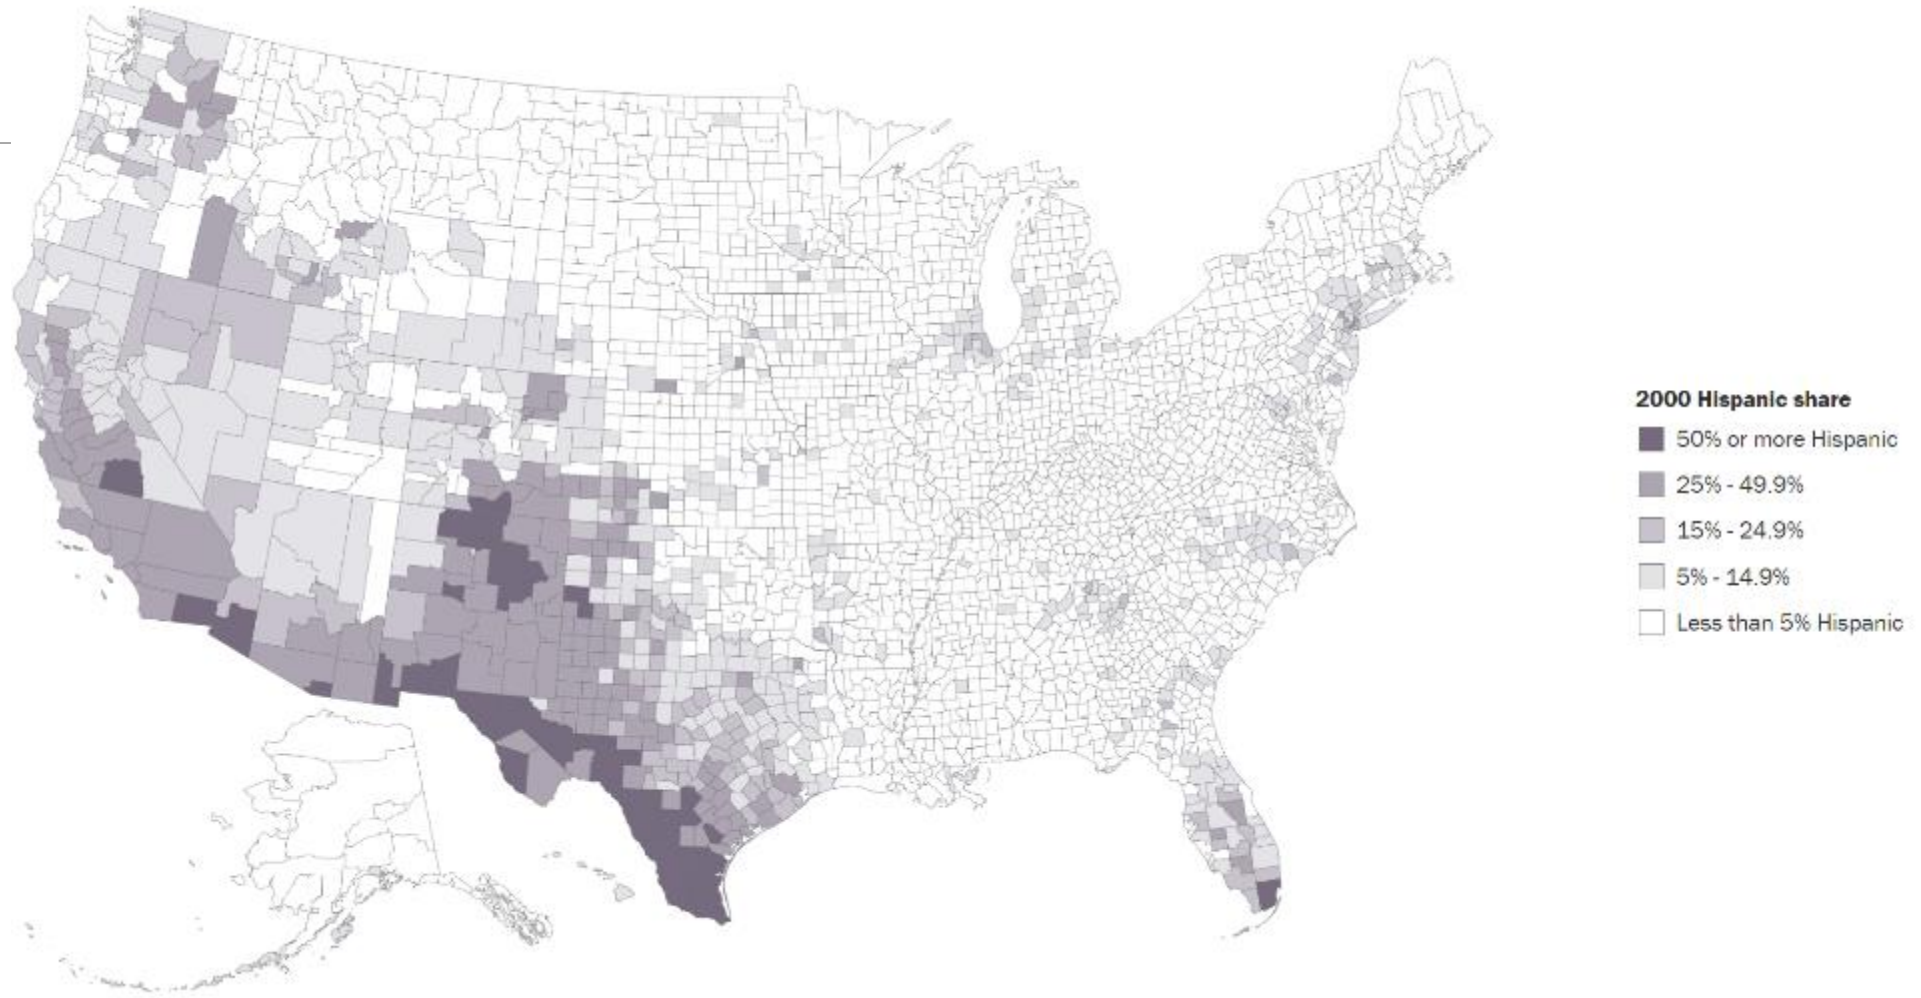 2000 Hispanic share
50% or more Hispanic
25% - 49.9%
15% - 24.9%
5% - 14.9%
Less than 5% Hispanic